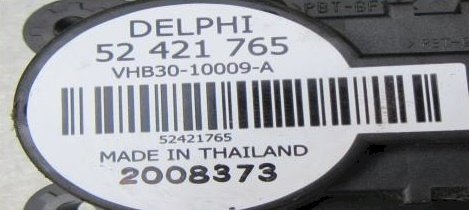 DELPHI
52 421 765
VHB30-10009-A
52421765
MADE IN THAILAND
2008373